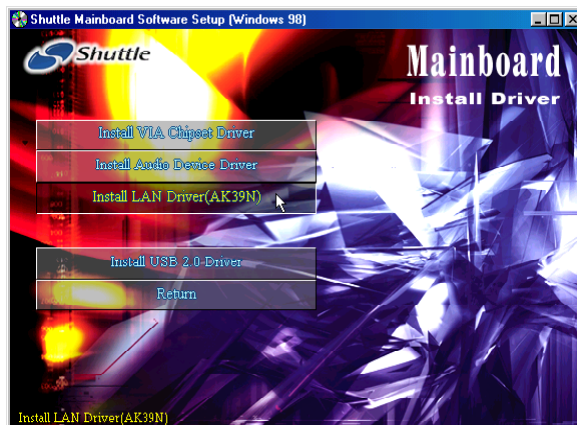 Shuttle Mainboard Software Setup (Windows 98)
Shuttle
Mainboard
Install Driver
Install VIA Chipset Driver
Install Audio Device Driver
Install LAN Driver(AK39N)
Install USB 2.0 Driver
Return
Install LAN Driver(AK39N)